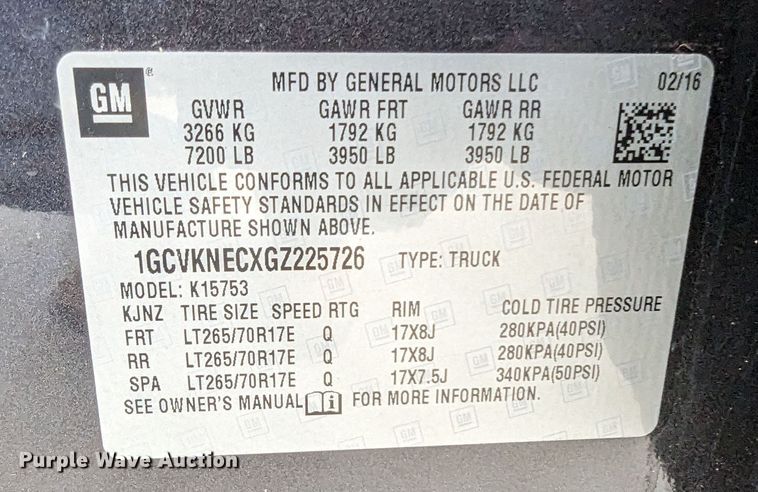 GM ® MFD BY GENERAL MOTORS LLC 02/16
GVWR GAWR FRT GAWR RR
3266 KG 1792 KG 1792 KG
7200 LB 3950 LB 3950 LB
THIS VEHICLE CONFORMS TO ALL APPLICABLE U.S. FEDERAL MOTOR
VEHICLE SAFETY STANDARDS IN EFFECT ON THE DATE OF
MANUFACTURE SHOWN ABOVE.
1GCVKNECXGZ225726 TYPE: TRUCK
MODEL: K15753
KJNZ TIRE SIZE SPEED RTG RIM COLD TIRE PRESSURE
FRT LT265/70R17E Q 17X8J 280KPA(40PSI)
RR LT265/70R17E Q 17X8J 280KPA(40PSI)
SPA LT265/70R17E Q 17X7.5J 340KPA(50PSI)
SEE OWNER'S MANUAL i FOR MORE INFORMATION.
Purple Wave Auction